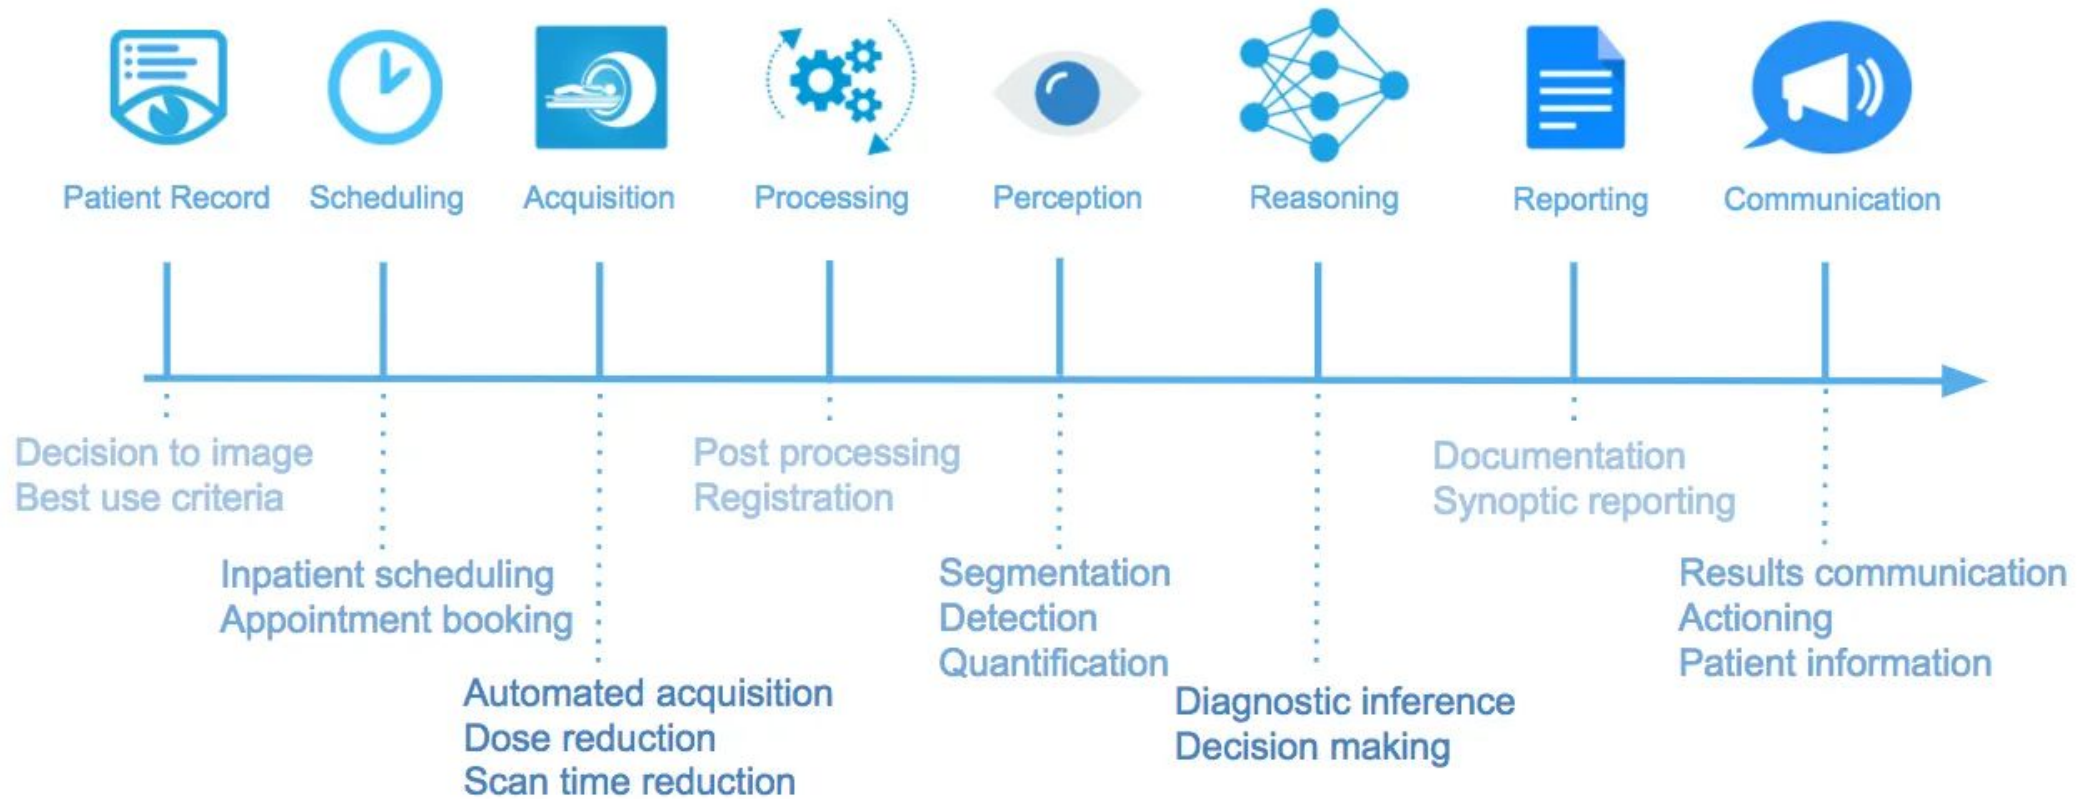 Patient Record
Scheduling
Acquisition
Processing
Perception
Reasoning
Reporting
Communication
Decision to image
Best use criteria
Inpatient scheduling
Appointment booking
Automated acquisition
Dose reduction
Scan time reduction
Post processing
Registration
Segmentation
Detection
Quantification
Diagnostic inference
Decision making
Documentation
Synoptic reporting
Results communication
Actioning
Patient information